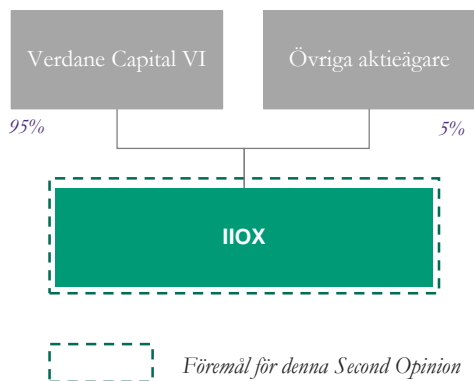 Verdane Capital VI
Övriga aktieägare
95%
5%
IIOX
Föremål för denna Second Opinion